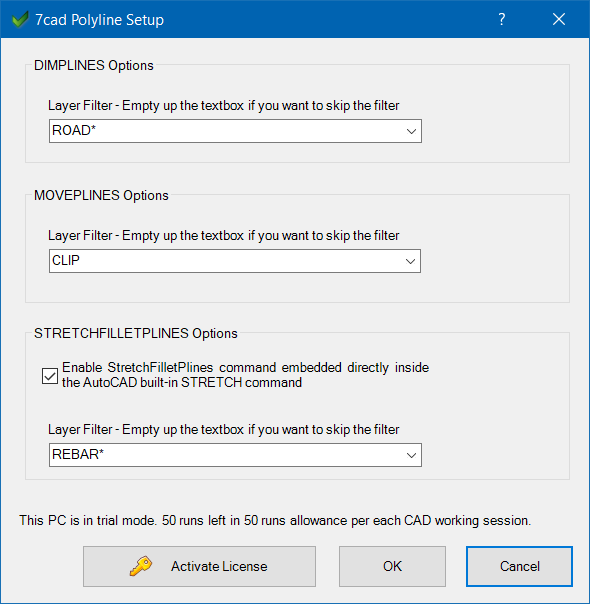 7cad Polyline Setup
?
DIMPLINES Options
Layer Filter - Empty up the textbox if you want to skip the filter
ROAD*
MOVEPLINES Options
Layer Filter - Empty up the textbox if you want to skip the filter
CLIP
STRETCHFILLETPLINES Options
Enable StretchFilletPlines command embedded directly inside
the AutoCAD built-in STRETCH command
Layer Filter - Empty up the textbox if you want to skip the filter
REBAR*
This PC is in trial mode. 50 runs left in 50 runs allowance per each CAD working session.
Activate License
OK
Cancel